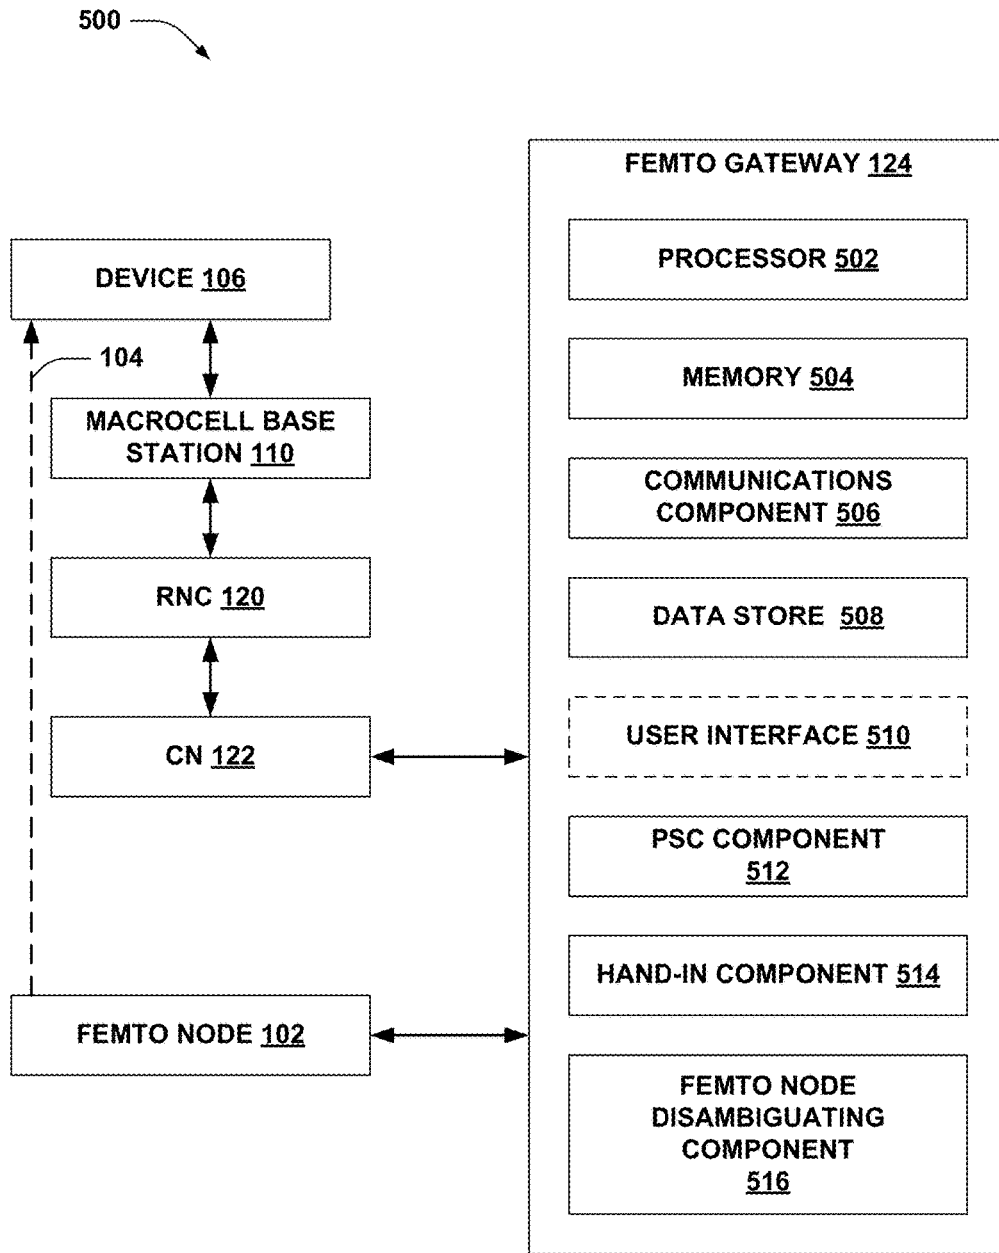 500
FEMTO GATEWAY 124
PROCESSOR 502
DEVICE 106
104
MEMORY 504
MACROCELL BASE
STATION 110
COMMUNICATIONS
COMPONENT 506
RNC 120
DATA STORE 508
CN 122
USER INTERFACE 510
PSC COMPONENT
512
HAND-IN COMPONENT 514
FEMTO NODE 102
FEMTO NODE
DISAMBIGUATING
COMPONENT
516